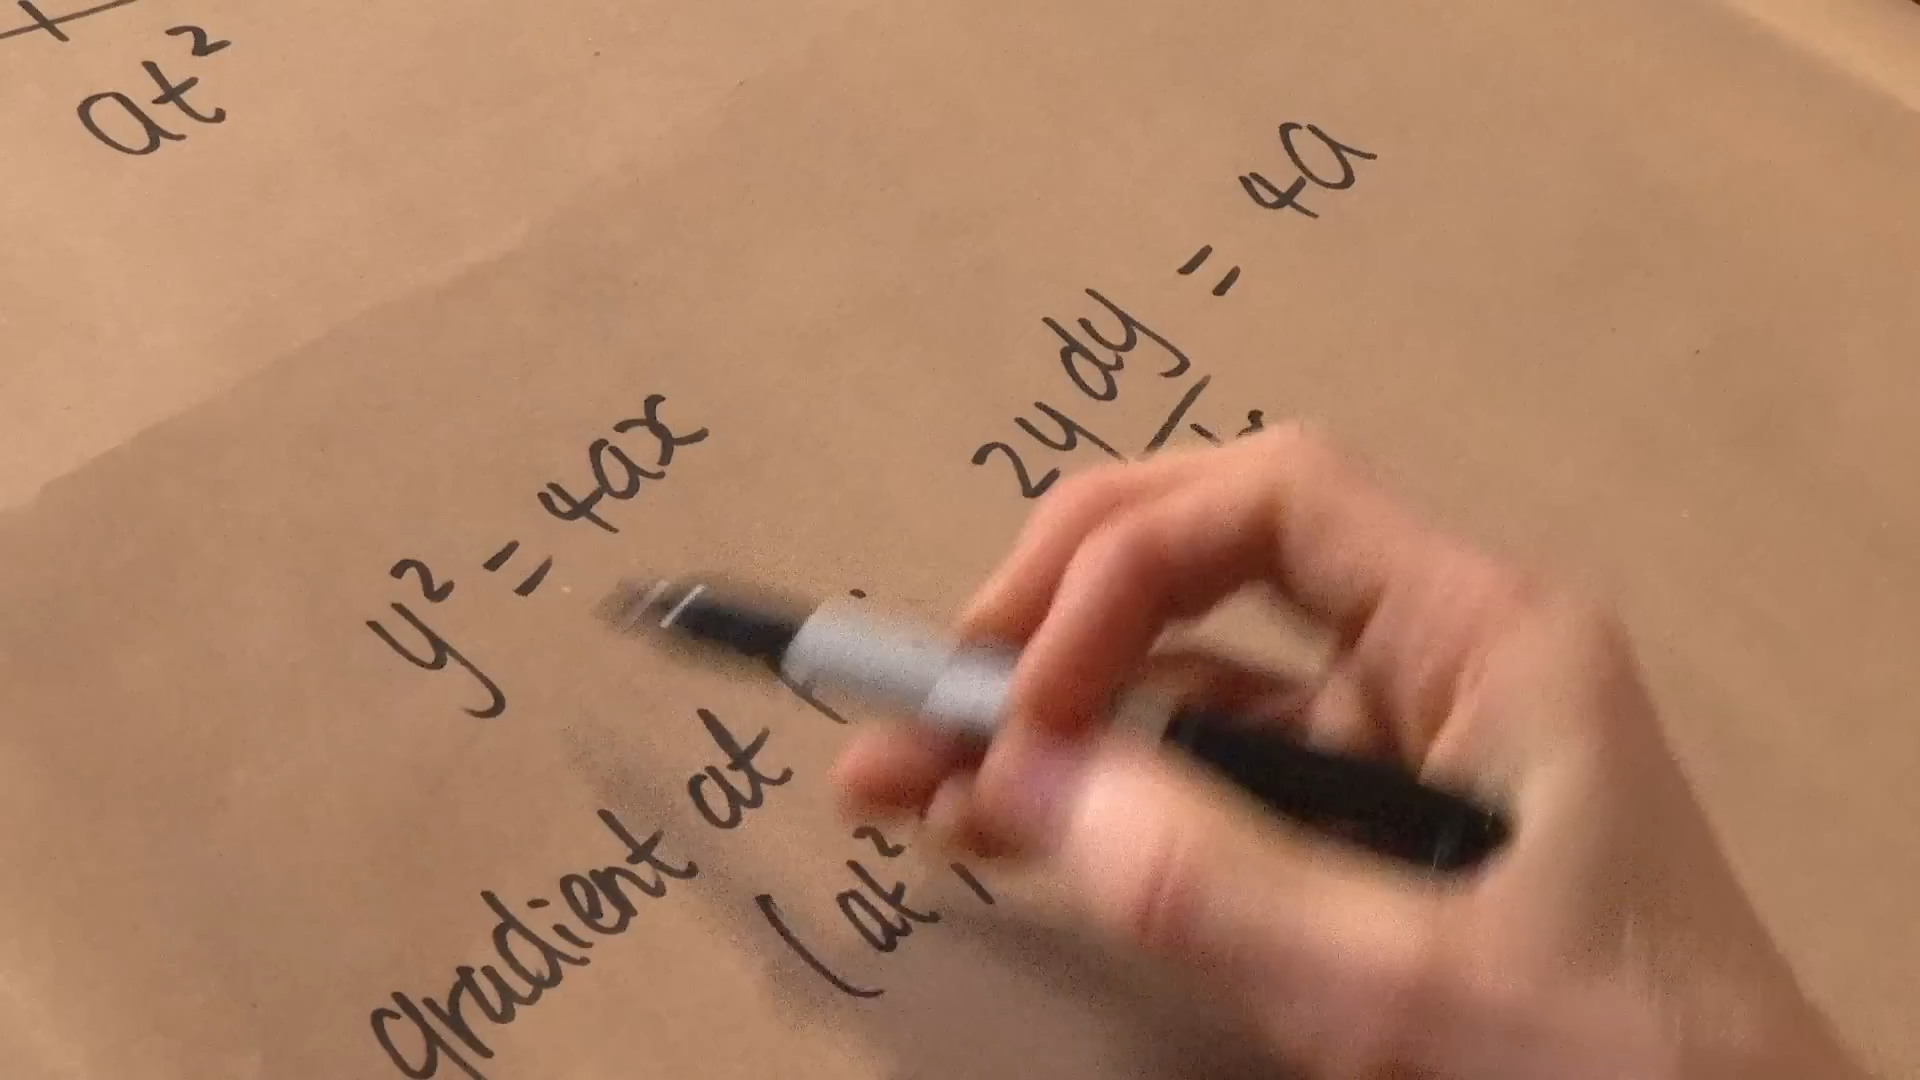 at²
y² = 4ax
2y dy = 4a
gradient at
(at²,